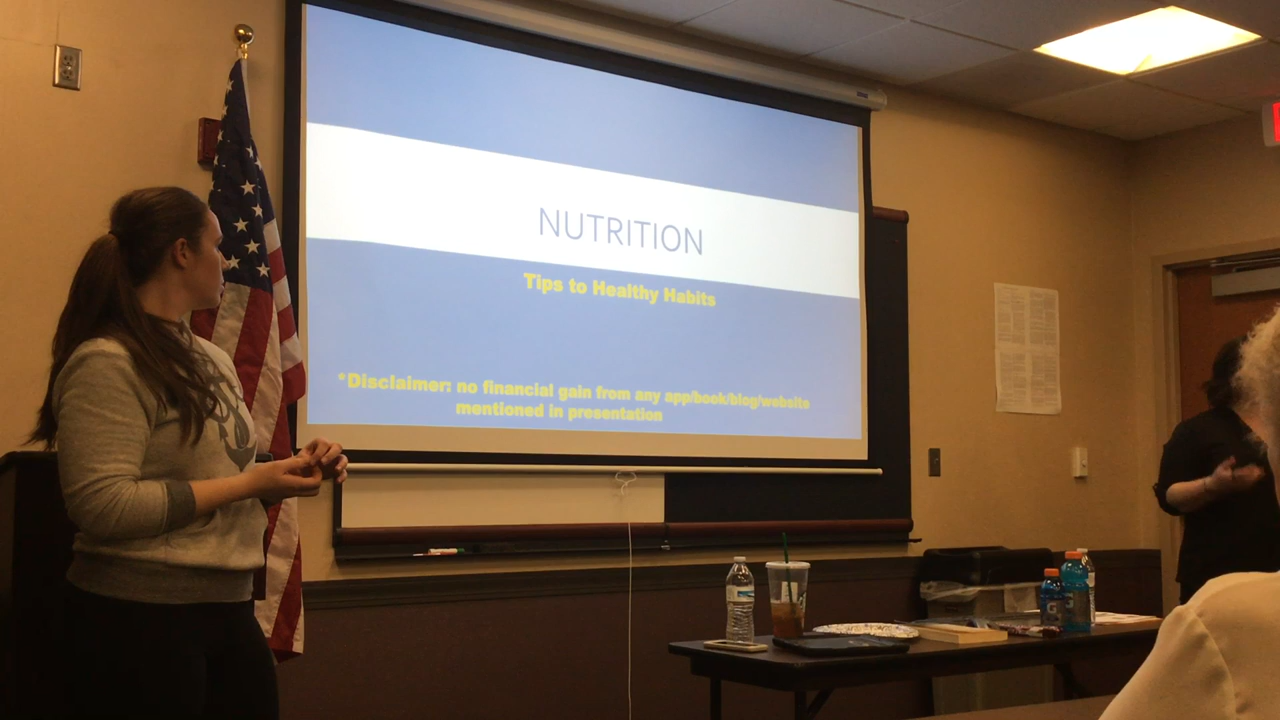 NUTRITION
Tips to Healthy Habits
*Disclaimer: no financial gain from any app/book/blog/website
mentioned in presentation